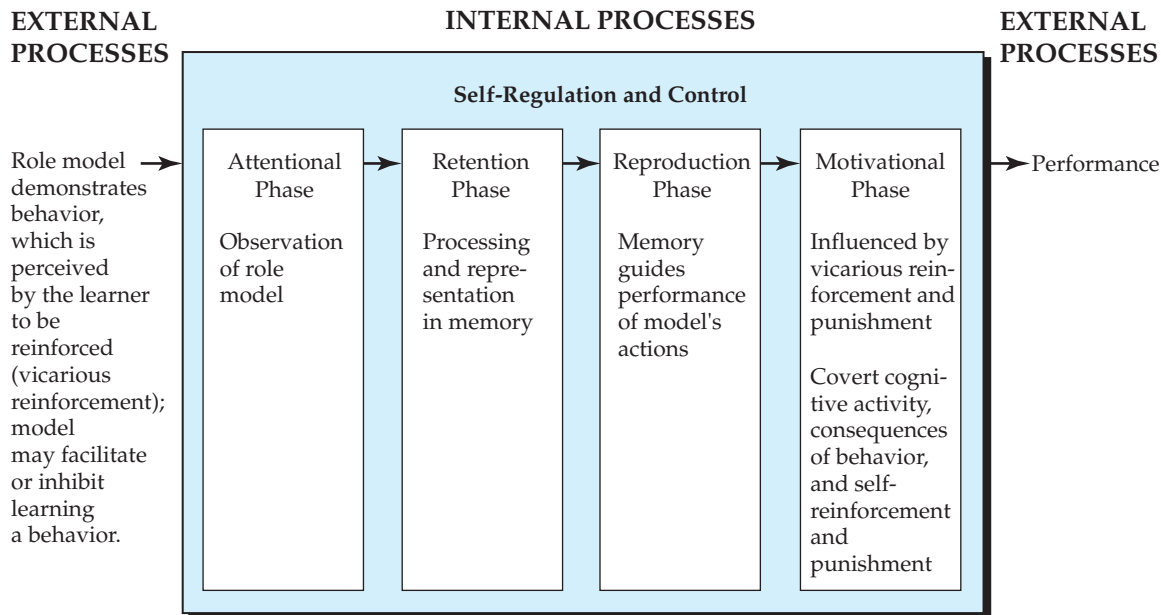 EXTERNAL
PROCESSES
INTERNAL PROCESSES
EXTERNAL
PROCESSES
Self-Regulation and Control
Role model
demonstrates
behavior,
which is
perceived
by the learner
to be
reinforced
(vicarious
reinforcement);
model
may facilitate
or inhibit
learning
a behavior.
Attentional
Phase
Observation
of role
model
Retention
Phase
Processing
and repre-
sentation
in memory
Reproduction
Phase
Memory
guides
performance
of model's
actions
Motivational
Phase
Influenced by
vicarious rein-
forcement and
punishment
Covert cogni-
tive activity,
consequences
of behavior,
and self-
reinforcement
and
punishment
Performance